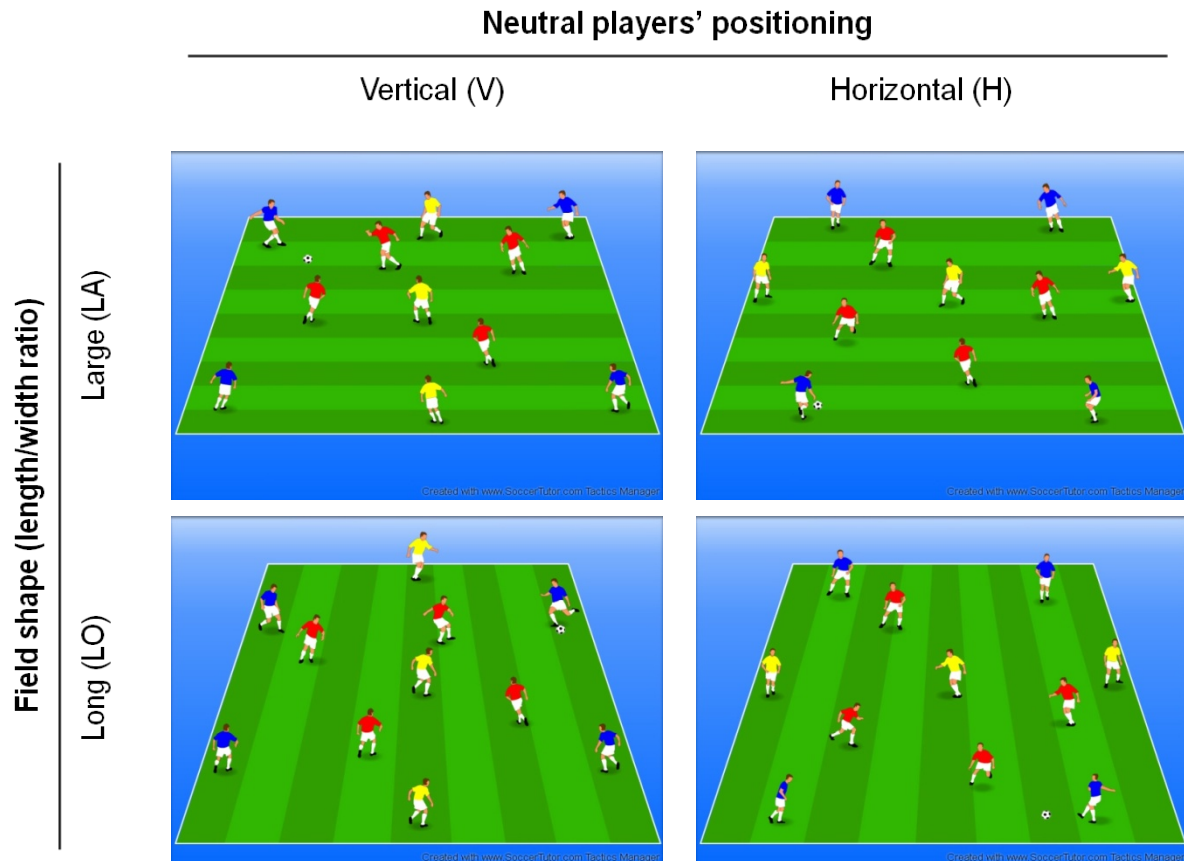 Neutral players’ positioning
Vertical (V)
Horizontal (H)
Field shape (length/width ratio)
Large (LA)
Created with www.SoccerTutor.com Tactics Manager
Created with www.SoccerTutor.com Tactics Manager
Long (LO)
Created with www.SoccerTutor.com Tactics Manager
Created with www.SoccerTutor.com Tactics Manager